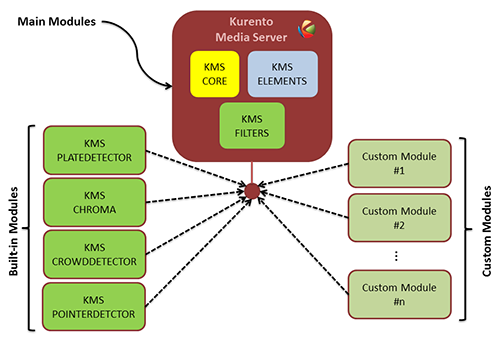 Main Modules
Kurento
Media Server
KMS
CORE
KMS
ELEMENTS
KMS
FILTERS
Built-in Modules
KMS
PLATEDETECTOR
KMS
CHROMA
KMS
CROWDDETECTOR
KMS
POINTERDETCTOR
Custom Module
#1
Custom Module
#2
...
Custom Module
#n
Custom Modules